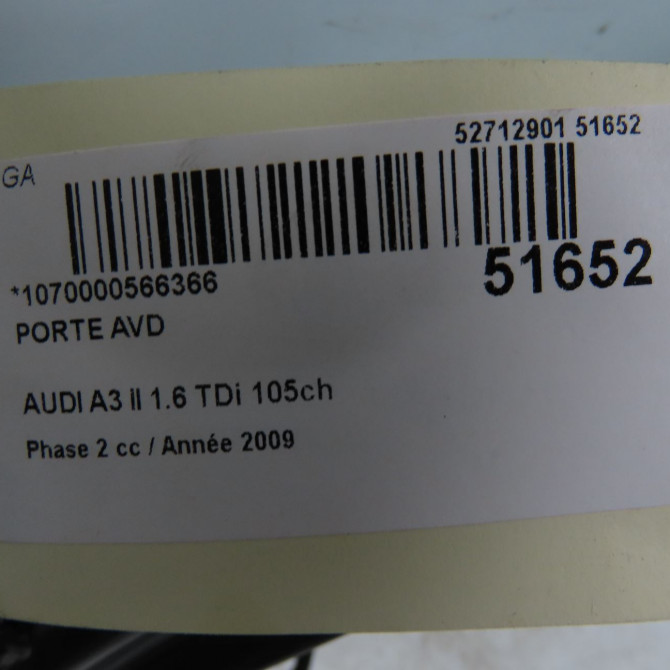 52712901 51652
GA
*1070000566366
51652
PORTE AVD
AUDI A3 II 1.6 TDi 105ch
Phase 2 cc / Année 2009